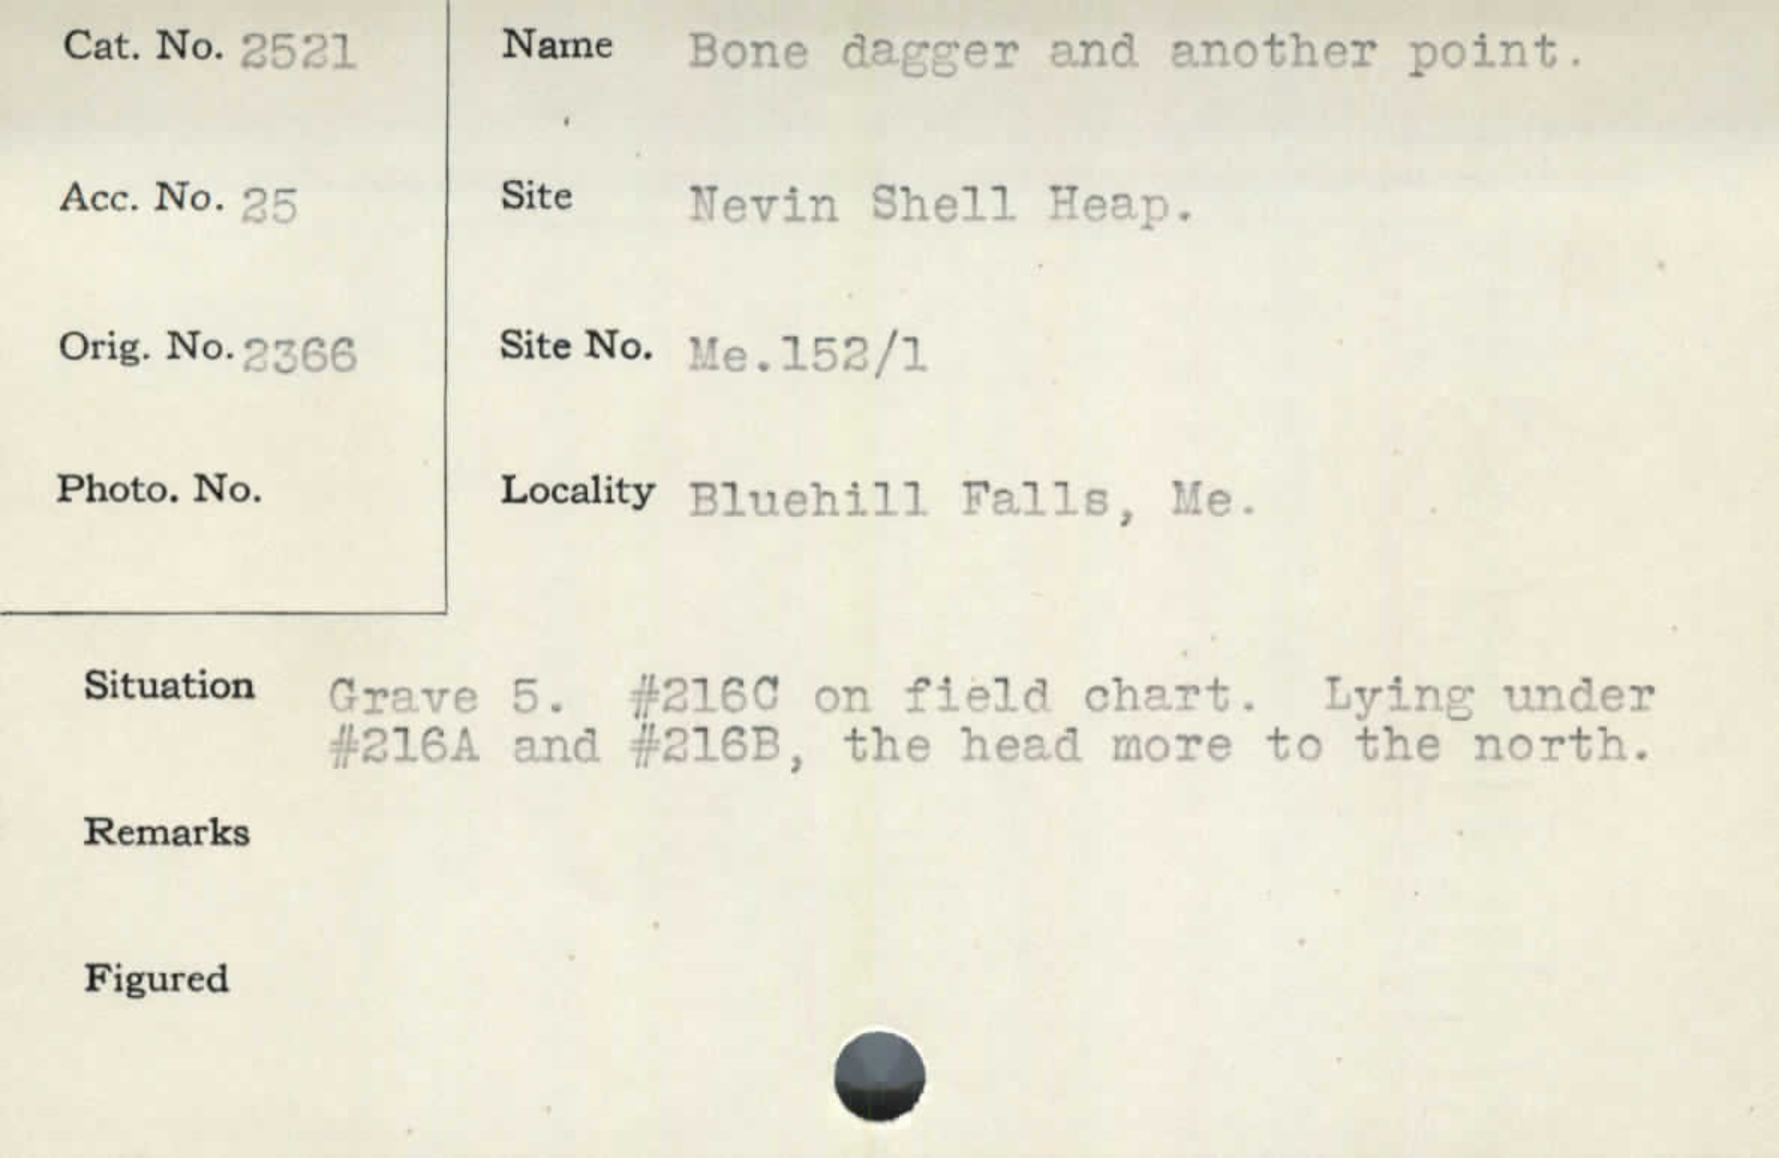 Cat. No. 2521
Name Bone dagger and another point.
Acc. No. 25
Site Nevin Shell Heap.
Orig. No. 2366
Site No. Me.152/1
Photo. No.
Locality Bluehill Falls, Me.
Situation Grave 5. #216C on field chart. Lying under
#216A and #216B, the head more to the north.
Remarks
Figured